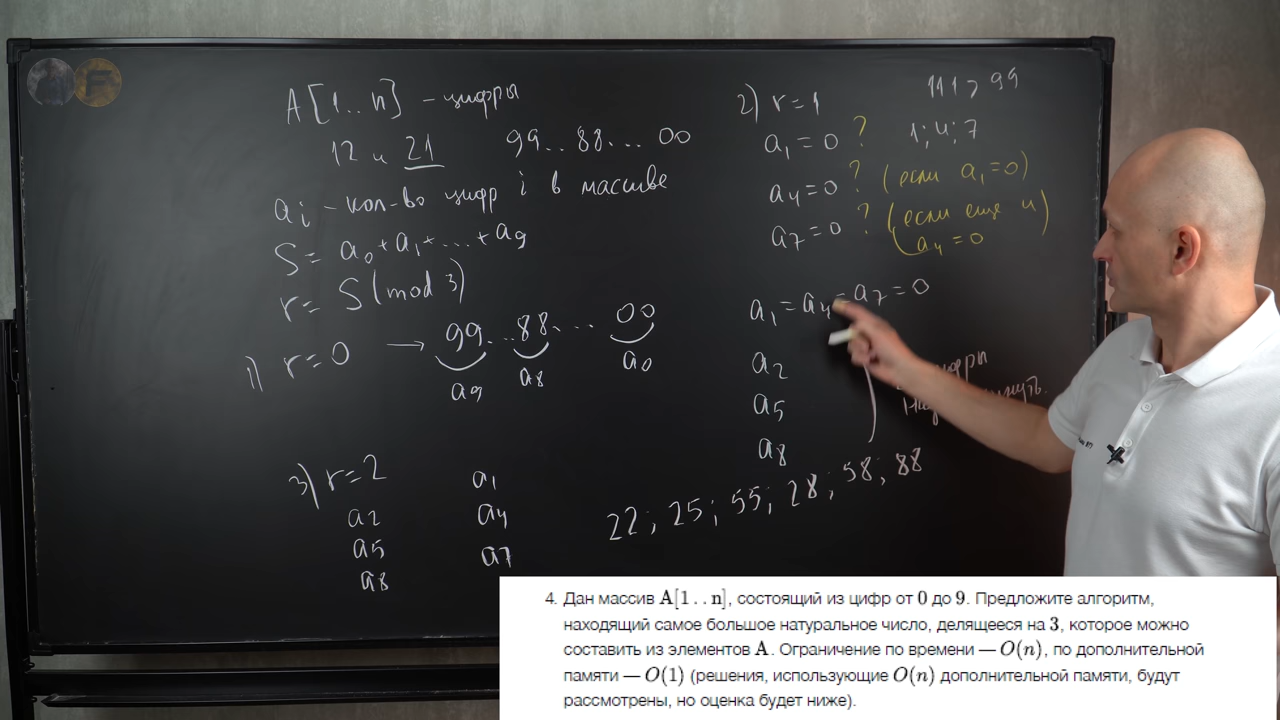 A[1..n] - цифры
12 и 21
99...88...00
ai - кол-во цифр i в массиве
S = a0 + a1 + ... + a9
r = S (mod 3)
1) r = 0 → 99...88... 00
a9 a8 a0
3) r = 2
a2
a5
a8
a1
a4
a7
2) r = 1
111 > 99
a1 = 0 ?
1; 4; 7
a4 = 0 ? (если a1 = 0)
a7 = 0 ? (если еще и
a4 = 0
a1 = a4 = a7 = 0
a2
a5
a8
22; 25; 55; 28; 58; 88
4. Дан массив A[1..n], состоящий из цифр от 0 до 9. Предложите алгоритм,
находящий самое большое натуральное число, делящееся на 3, которое можно
составить из элементов A. Ограничение по времени — O(n), по дополнительной
памяти — O(1) (решения, использующие O(n) дополнительной памяти, будут
рассмотрены, но оценка будет ниже).